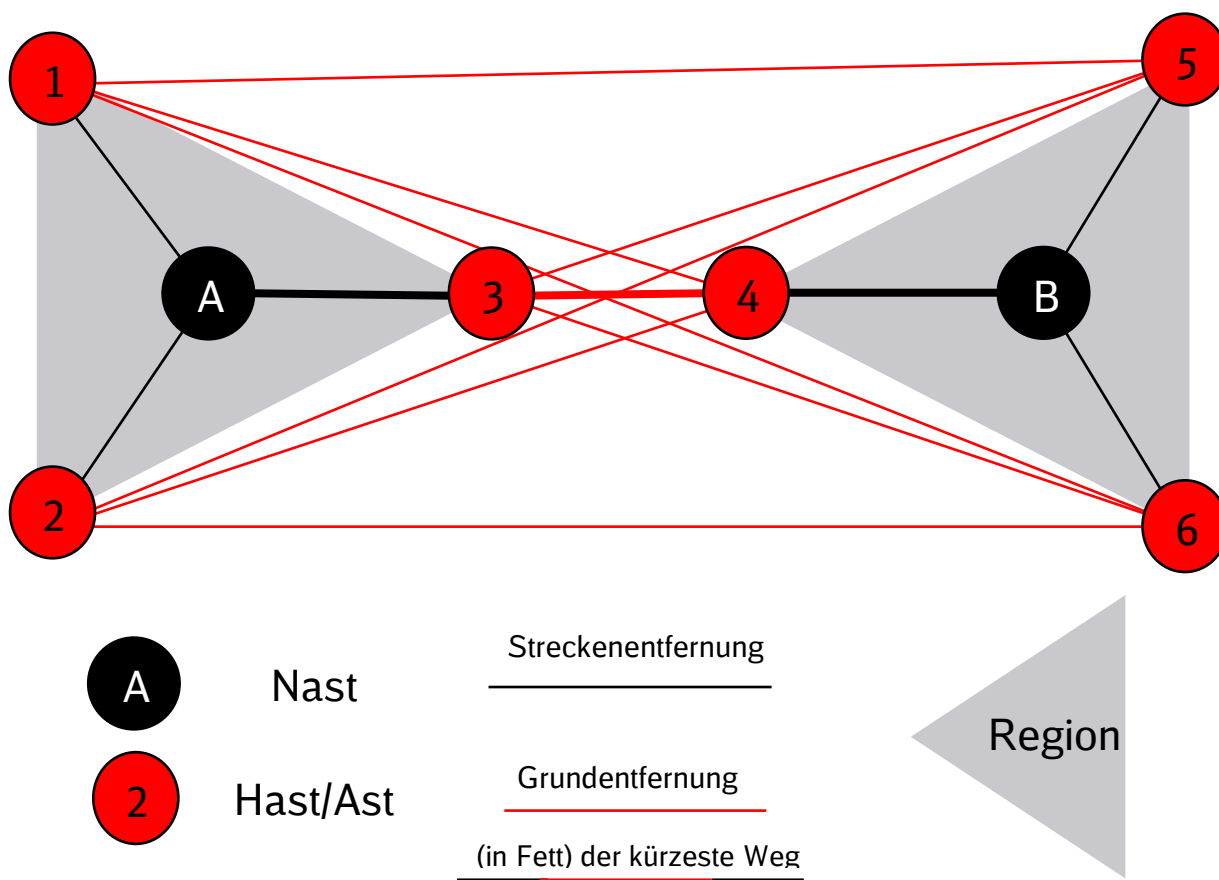 1
5
A
3
4
B
2
6
A
Nast
Streckenentfernung
Region
2
Hast/Ast
Grundentfernung
(in Fett) der kürzeste Weg